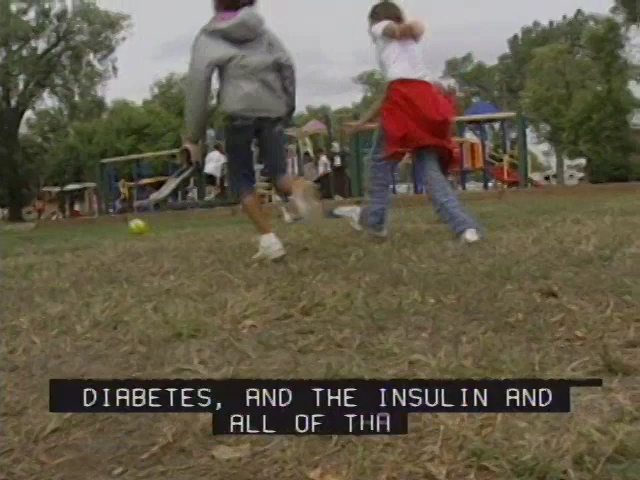 DIABETES, AND THE INSULIN AND
ALL OF THA